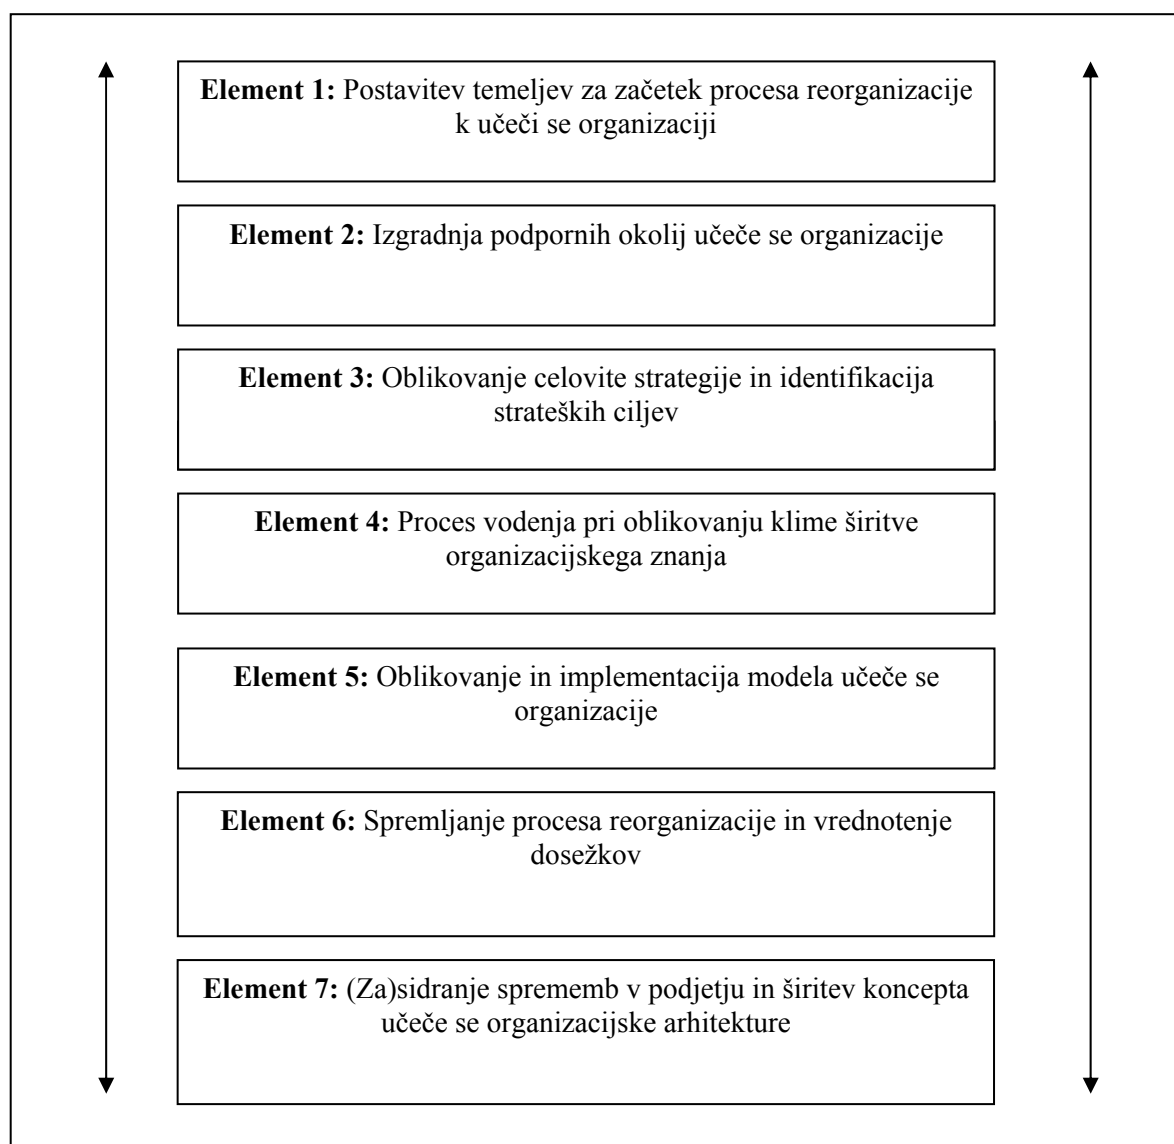 Element 1: Postavitev temeljev za začetek procesa reorganizacije
k učeči se organizaciji
Element 2: Izgradnja podpornih okolij učeče se organizacije
Element 3: Oblikovanje celovite strategije in identifikacija
strateških ciljev
Element 4: Proces vodenja pri oblikovanju klime širitve
organizacijskega znanja
Element 5: Oblikovanje in implementacija modela učeče se
organizacije
Element 6: Spremljanje procesa reorganizacije in vrednotenje
dosežkov
Element 7: (Za)sidranje sprememb v podjetju in širitev koncepta
učeče se organizacijske arhitekture